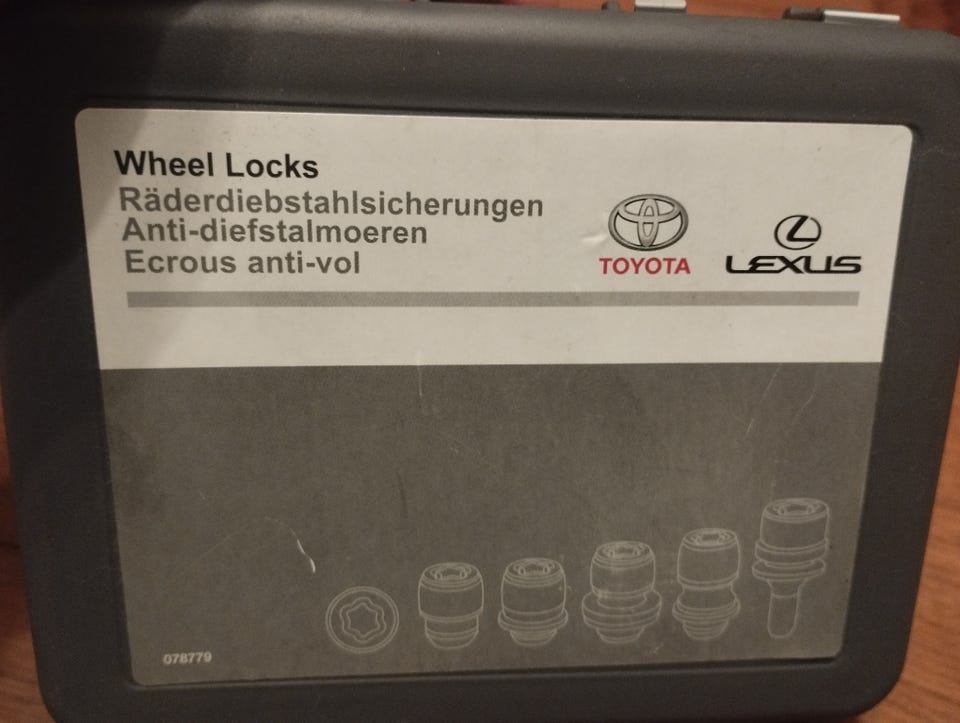 Wheel Locks
Räderdiebstahlsicherungen
Anti-diefstalmoeren
Ecrous anti-vol
TOYOTA
LEXUS
078779